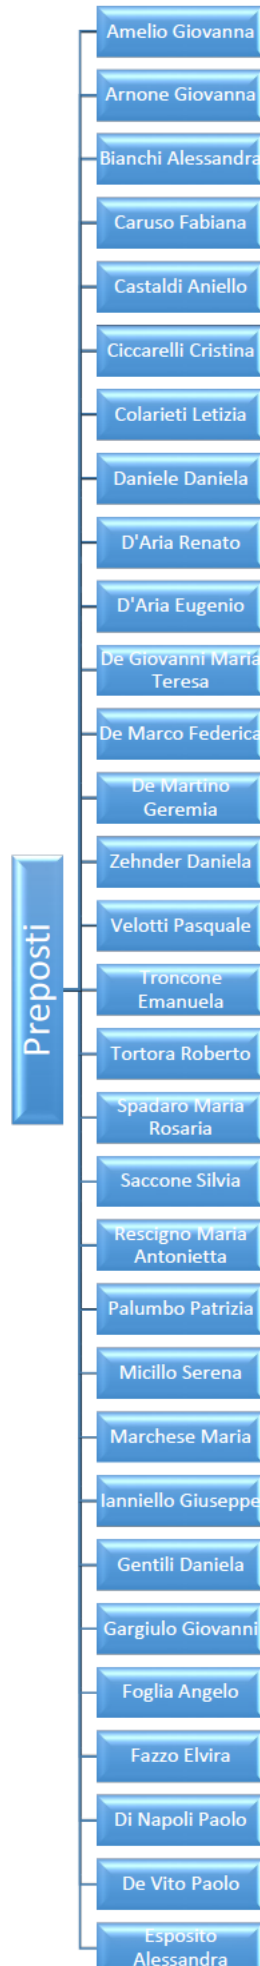 Preposti
Amelio Giovanna
Arnone Giovanna
Bianchi Alessandra
Caruso Fabiana
Castaldi Aniello
Ciccarelli Cristina
Colarieti Letizia
Daniele Daniela
D'Aria Renato
D'Aria Eugenio
De Giovanni Maria
Teresa
De Marco Federica
De Martino
Geremia
Zehnder Daniela
Velotti Pasquale
Troncone
Emanuela
Tortora Roberto
Spadaro Maria
Rosaria
Saccone Silvia
Rescigno Maria
Antonietta
Palumbo Patrizia
Micillo Serena
Marchese Maria
Ianniello Giuseppe
Gentili Daniela
Gargiulo Giovanni
Foglia Angelo
Fazzo Elvira
Di Napoli Paolo
De Vito Paolo
Esposito
Alessandra